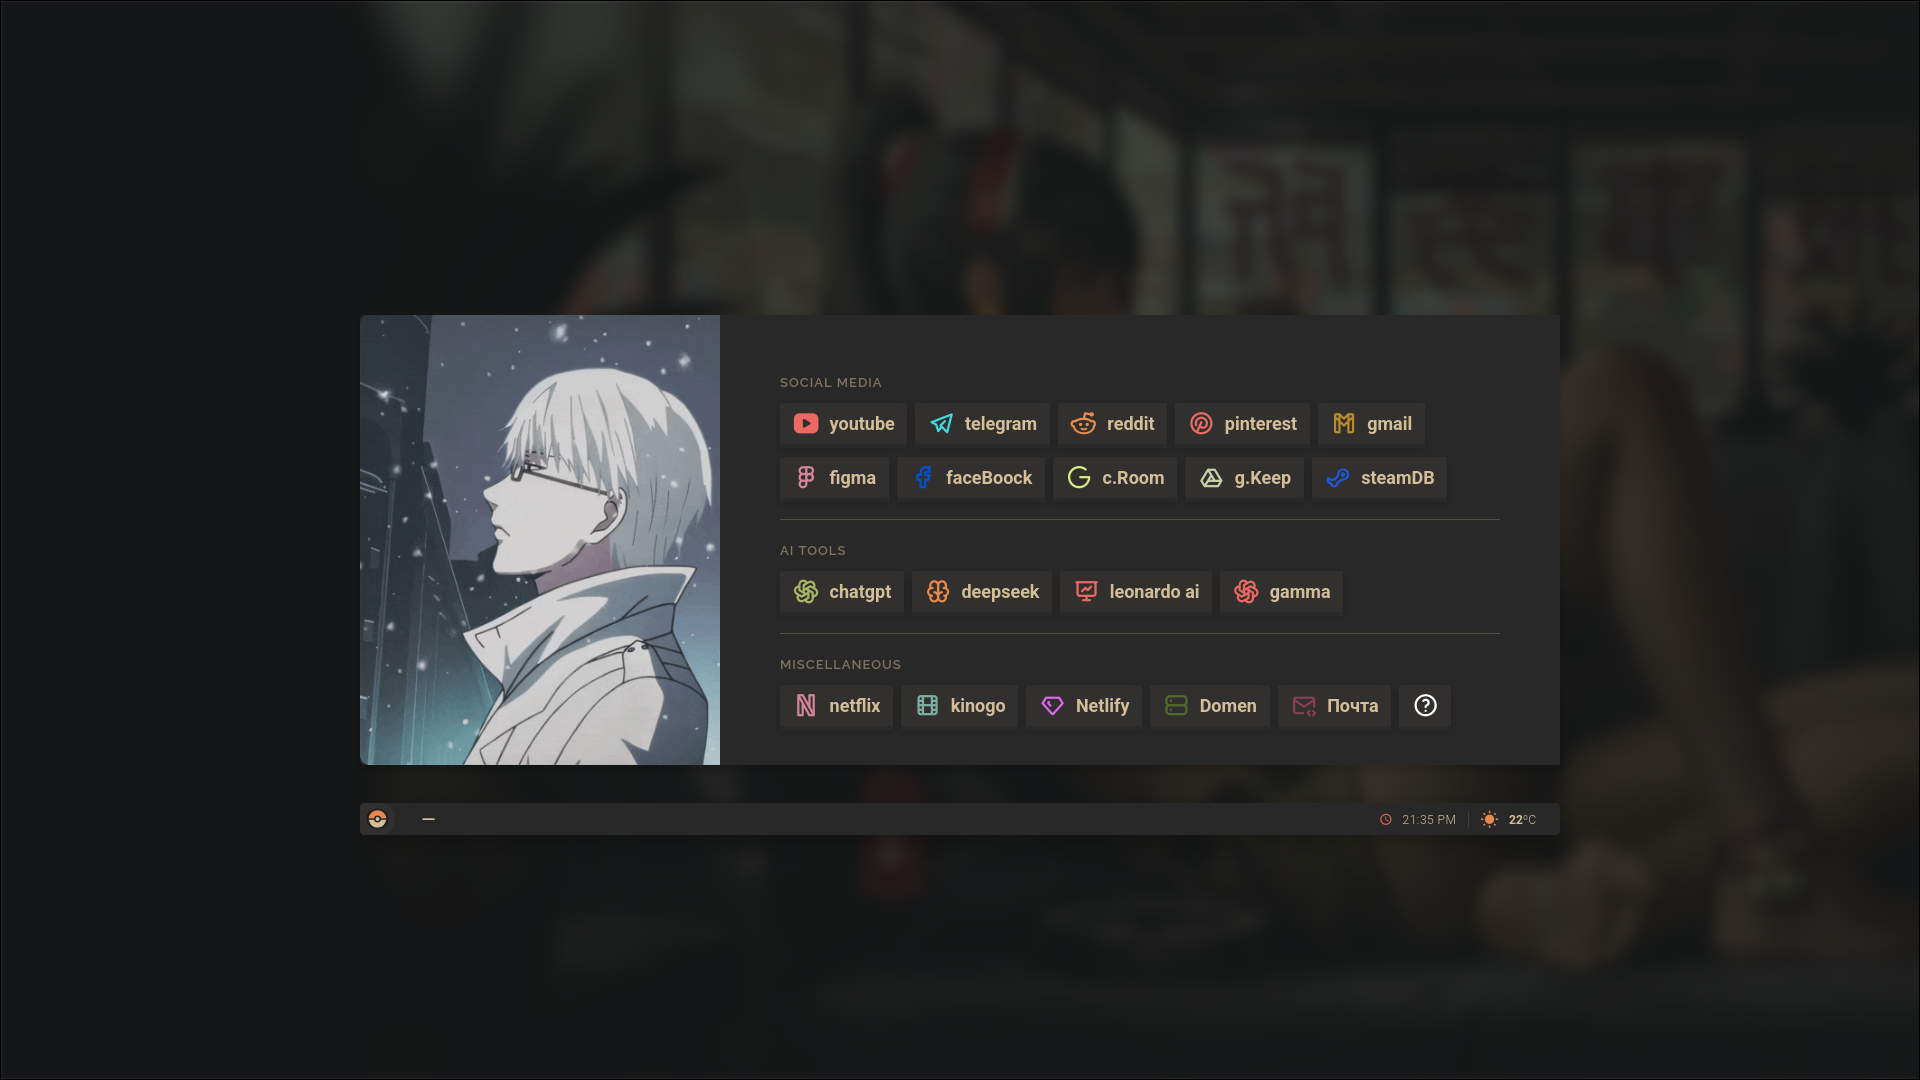 SOCIAL MEDIA
youtube telegram reddit pinterest gmail
figma faceBoock c.Room g.Keep steamDB
AI TOOLS
chatgpt deepseek leonardo ai gamma
MISCELLANEOUS
netflix kinogo Netlify Domen Почта
21:35 PM 22ºC